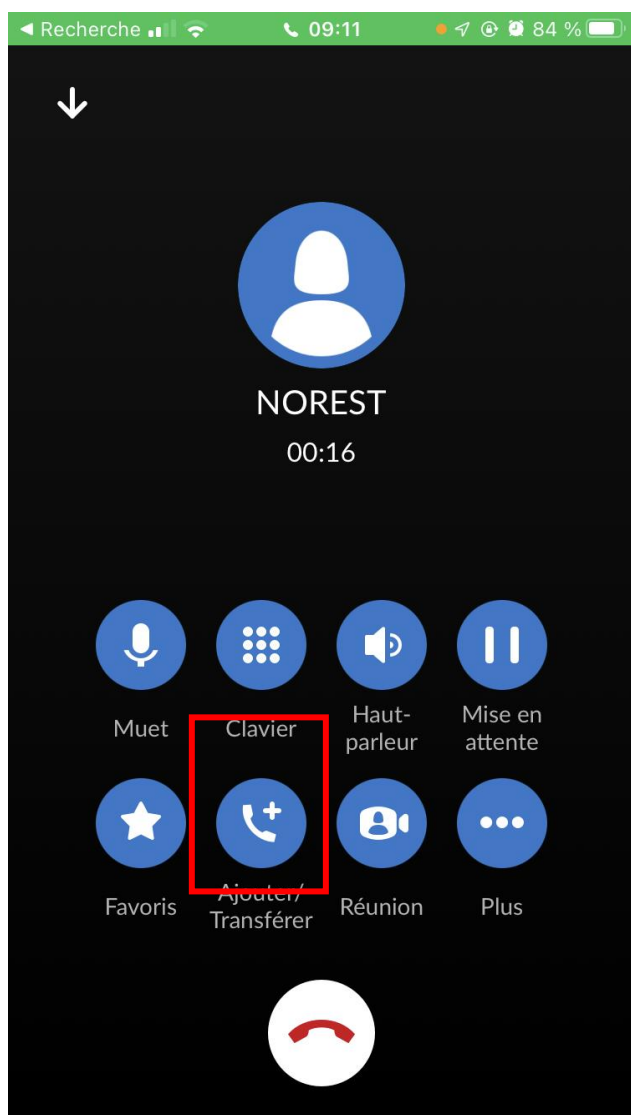 ◀ Recherche 09:11 84 %
NOREST
00:16
Muet Clavier Haut-
parleur Mise en
attente
Favoris Ajouter/
Transférer Réunion Plus